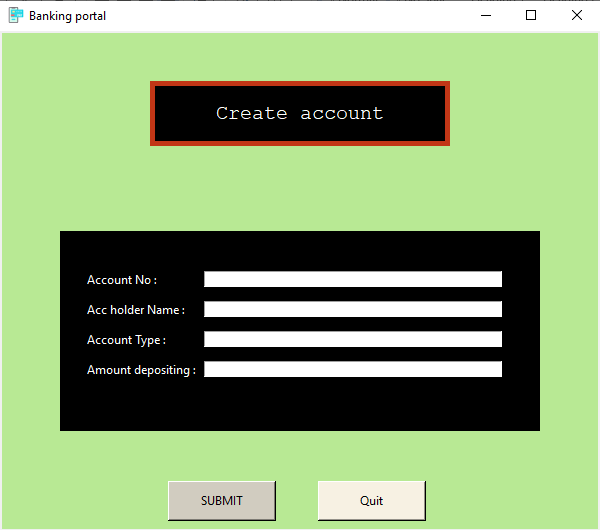 Banking portal
Create account
Account No :
Acc holder Name :
Account Type :
Amount depositing :
SUBMIT
Quit